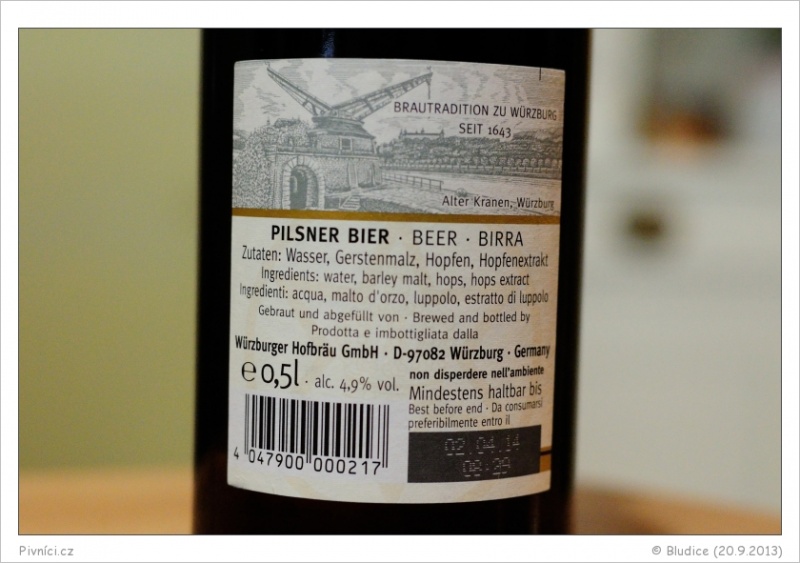 BRAUTRADITION ZU WÜRZBURG
SEIT 1643
Alter Kranen, Würzburg
PILSNER BIER · BEER · BIRRA
Zutaten: Wasser, Gerstenmalz, Hopfen, Hopfenextrakt
Ingredients: water, barley malt, hops, hops extract
Ingredienti: acqua, malto d'orzo, luppolo, estratto di luppolo
Gebraut und abgefüllt von · Brewed and bottled by
Prodotta e imbottigliata dalla
Würzburger Hofbräu GmbH · D-97082 Würzburg · Germany
e 0,5l · alc. 4,9% vol.
non disperdere nell'ambiente
Mindestens haltbar bis
Best before end · Da consumarsi
preferibilmente entro il
02.04.14
08:39
4 047900 000217
Pivníci.cz
© Bludice (20.9.2013)